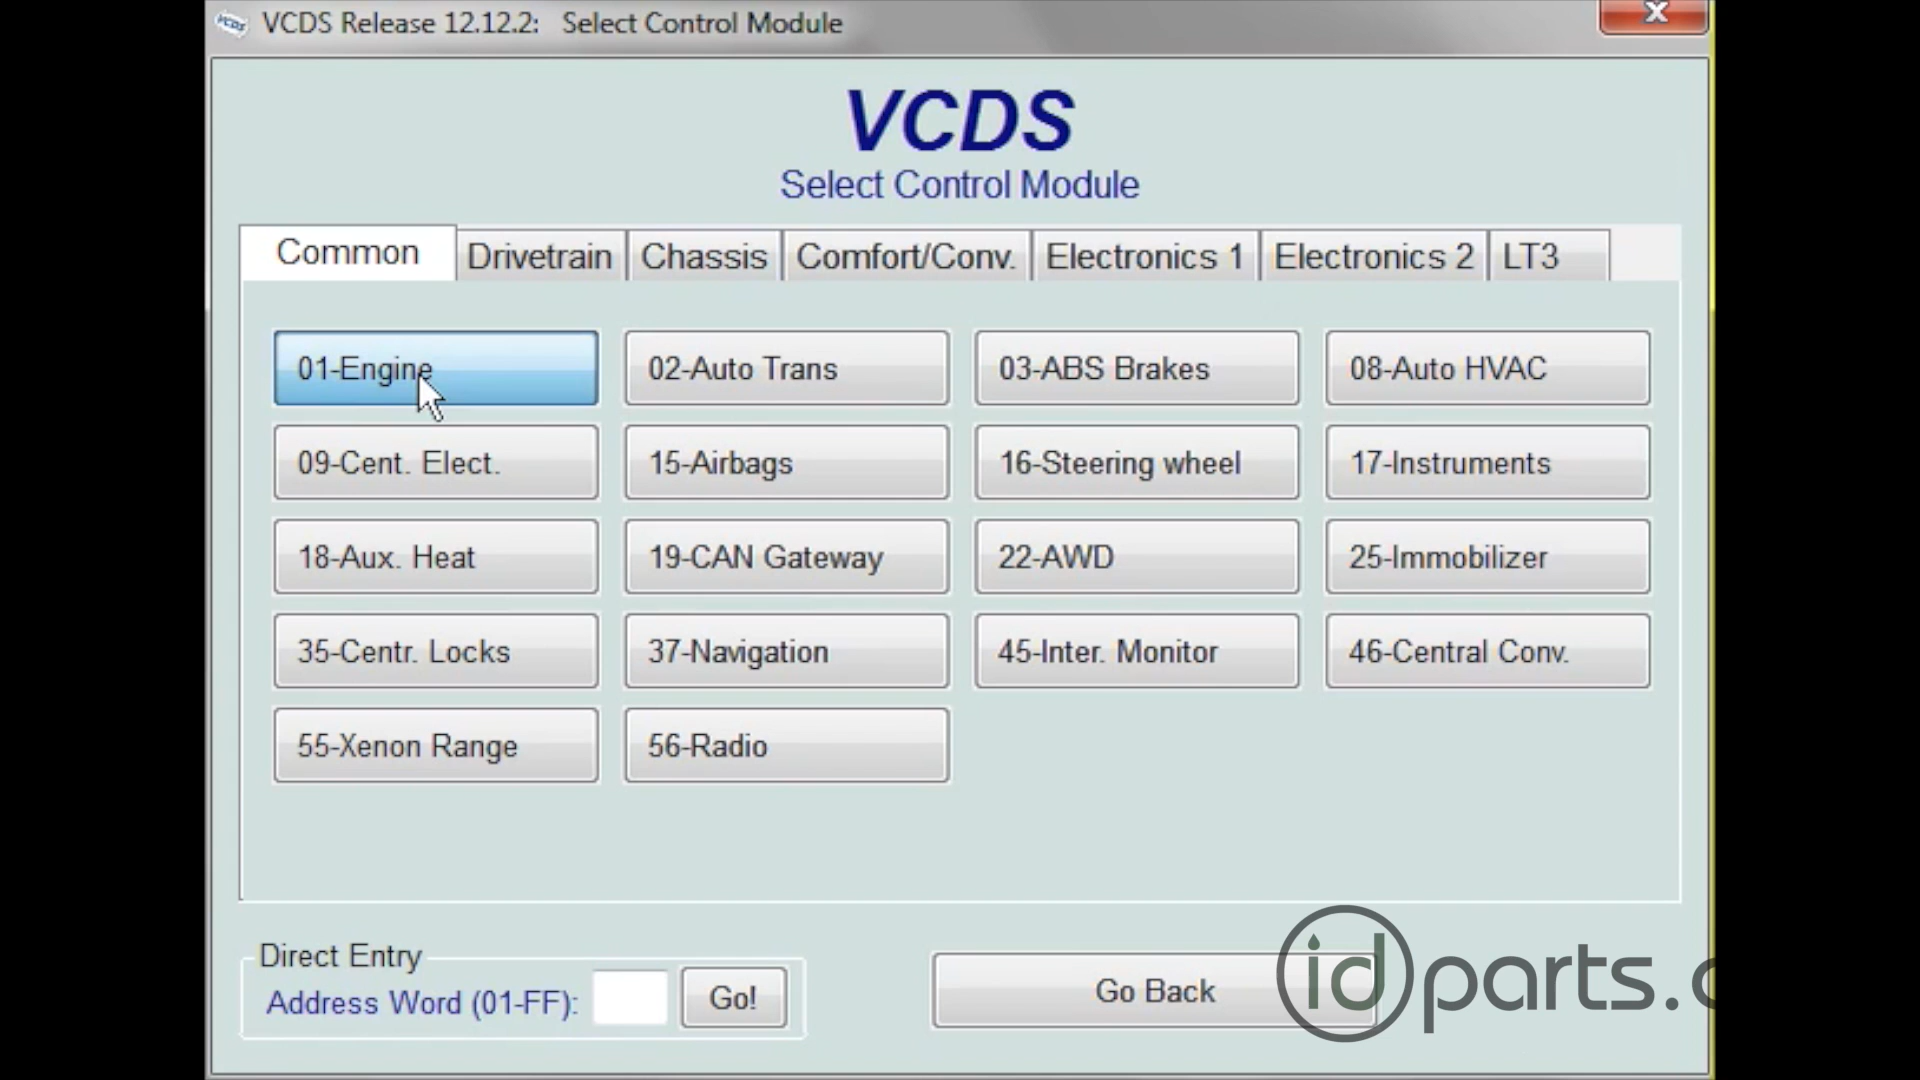 VCDS Release 12.12.2: Select Control Module
VCDS
Select Control Module
Common Drivetrain Chassis Comfort/Conv. Electronics 1 Electronics 2 LT3
01-Engine 02-Auto Trans 03-ABS Brakes 08-Auto HVAC
09-Cent. Elect. 15-Airbags 16-Steering wheel 17-Instruments
18-Aux. Heat 19-CAN Gateway 22-AWD 25-Immobilizer
35-Centr. Locks 37-Navigation 45-Inter. Monitor 46-Central Conv.
55-Xenon Range 56-Radio
Direct Entry
Address Word (01-FF): Go! Go Back
idparts.